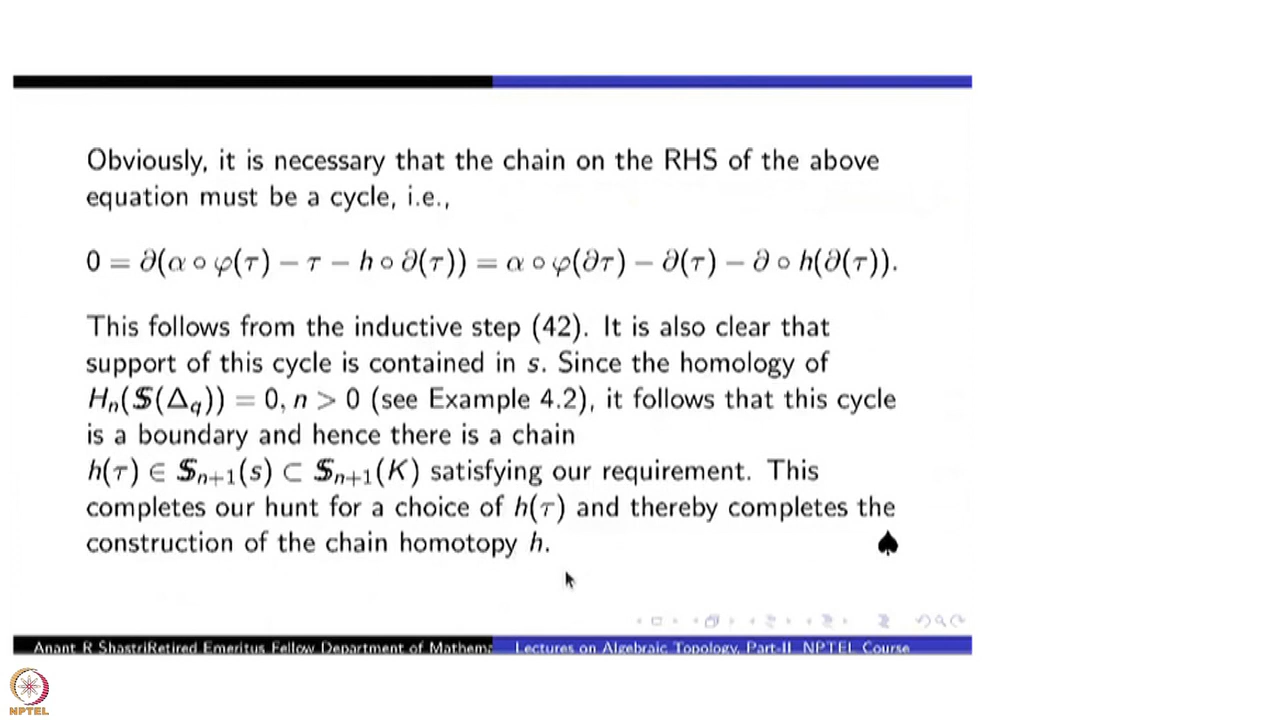 Obviously, it is necessary that the chain on the RHS of the above
equation must be a cycle, i.e.,
0 = ∂(α ∘ φ(τ) − τ − h ∘ ∂(τ)) = α ∘ φ(∂τ) − ∂(τ) − ∂ ∘ h(∂(τ)).
This follows from the inductive step (42). It is also clear that
support of this cycle is contained in s. Since the homology of
Hₙ(𝕊(Δ_q)) = 0, n > 0 (see Example 4.2), it follows that this cycle
is a boundary and hence there is a chain
h(τ) ∈ 𝕊ₙ₊₁(s) ⊂ 𝕊ₙ₊₁(K) satisfying our requirement. This
completes our hunt for a choice of h(τ) and thereby completes the
construction of the chain homotopy h. ♠
Anant R ShastriRetired Emeritus Fellow Department of Mathema Lectures on Algebraic Topology, Part-II NPTEL Course
NPTEL